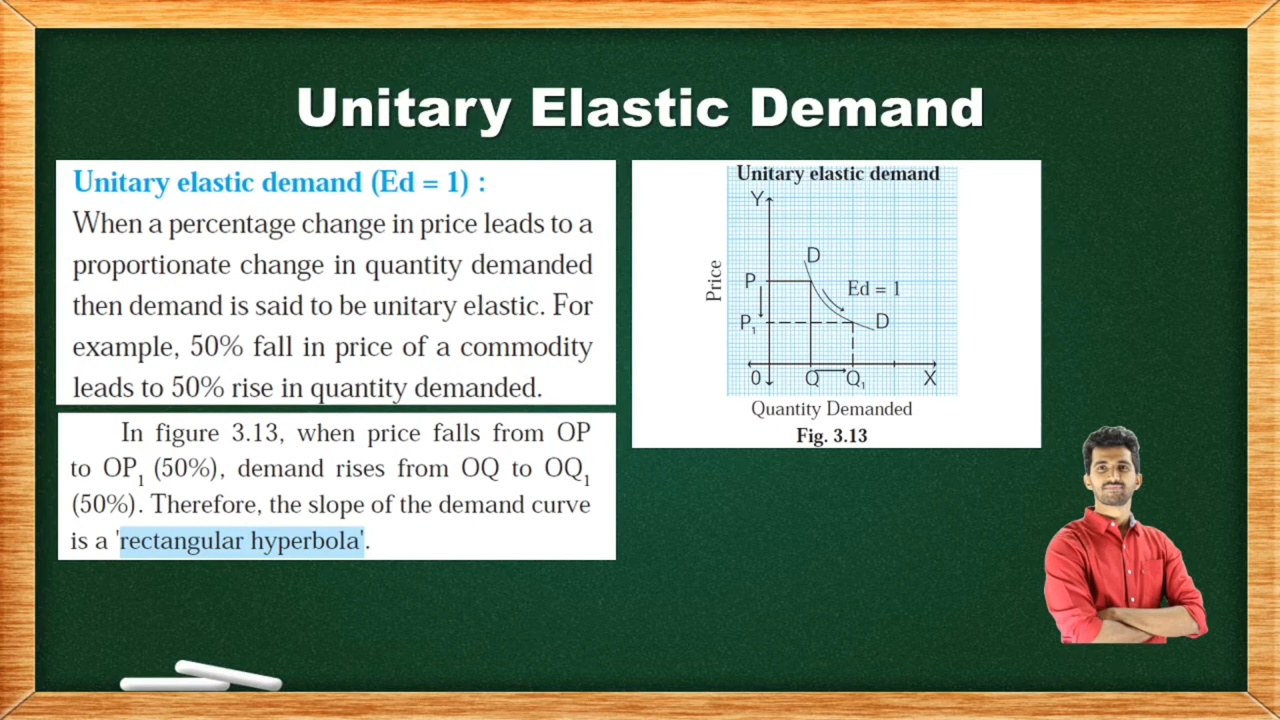 Unitary Elastic Demand
Unitary elastic demand (Ed = 1) :
When a percentage change in price leads to a
proportionate change in quantity demanded
then demand is said to be unitary elastic. For
example, 50% fall in price of a commodity
leads to 50% rise in quantity demanded.
In figure 3.13, when price falls from OP
to OP₁ (50%), demand rises from OQ to OQ₁
(50%). Therefore, the slope of the demand curve
is a 'rectangular hyperbola'.
Unitary elastic demand
Y
D
P
Ed = 1
Price
P₁
D
0
Q
Q₁
X
Quantity Demanded
Fig. 3.13